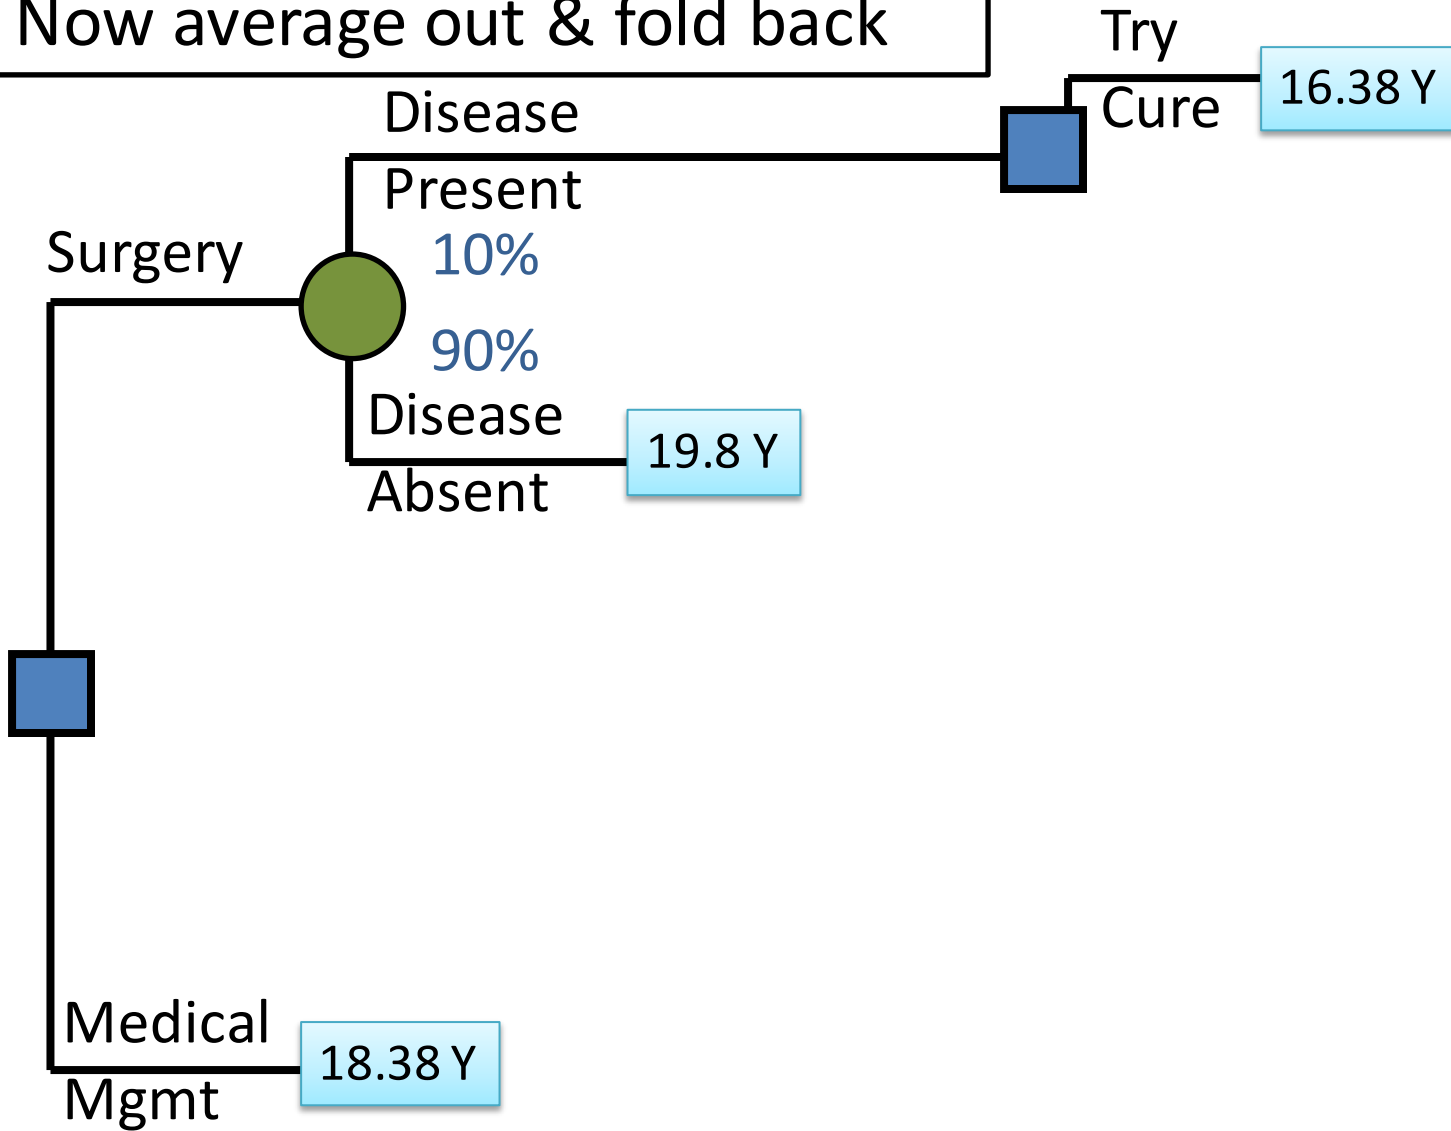 Now average out & fold back
Try
Cure
16.38 Y
Disease
Present
10%
Surgery
90%
Disease
Absent
19.8 Y
Medical
Mgmt
18.38 Y